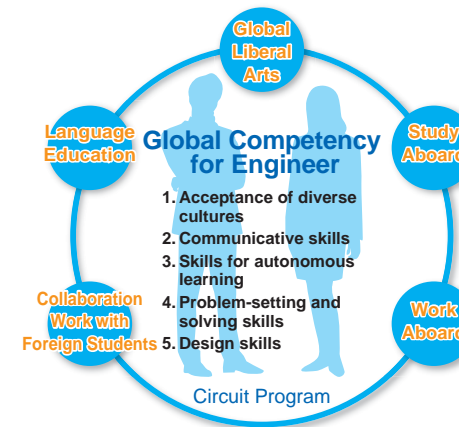 Global
Liberal
Arts
Language
Education
Study
Aboard
Global Competency
for Engineer
1. Acceptance of diverse
cultures
2. Communicative skills
3. Skills for autonomous
learning
4. Problem-setting and
solving skills
5. Design skills
Collaboration
Work with
Foreign Students
Work
Aboard
Circuit Program